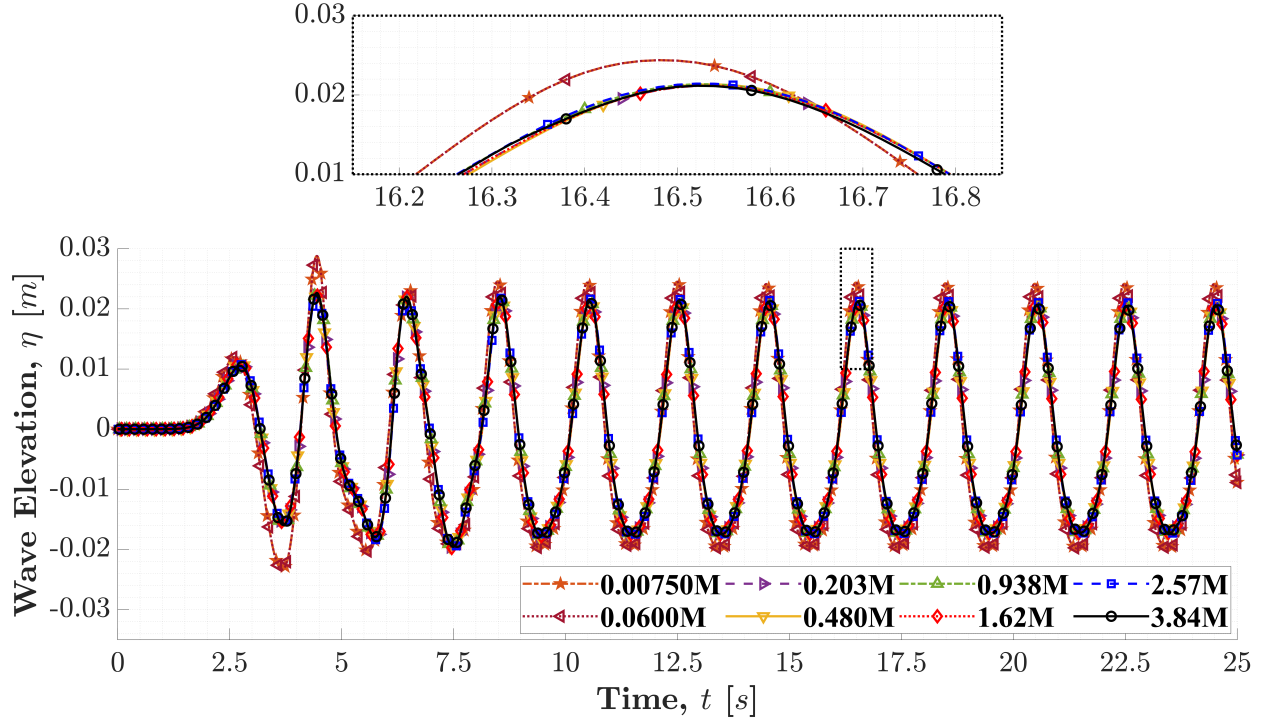 0.03
0.02
0.01
16.2 16.3 16.4 16.5 16.6 16.7 16.8
0.03
0.02
0.01
0
-0.01
-0.02
-0.03
Wave Elevation, η [m]
0.00750M 0.203M 0.938M 2.57M
0.0600M 0.480M 1.62M 3.84M
0 2.5 5 7.5 10 12.5 15 17.5 20 22.5 25
Time, t [s]